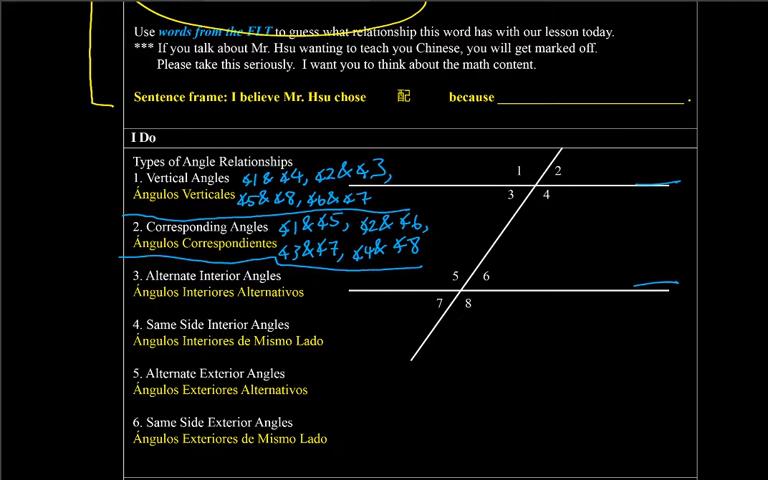 Use words from the FLT to guess what relationship this word has with our lesson today.
*** If you talk about Mr. Hsu wanting to teach you Chinese, you will get marked off.
Please take this seriously. I want you to think about the math content.
Sentence frame: I believe Mr. Hsu chose 配 because ______________________________ .
I Do
Types of Angle Relationships
1. Vertical Angles ∡1&∡4, ∡2&∡3,
Ángulos Verticales ∡5&∡8, ∡6&∡7
2. Corresponding Angles ∡1&∡5, ∡2&∡6,
Ángulos Correspondientes ∡3&∡7, ∡4&∡8
3. Alternate Interior Angles
Ángulos Interiores Alternativos
4. Same Side Interior Angles
Ángulos Interiores de Mismo Lado
5. Alternate Exterior Angles
Ángulos Exteriores Alternativos
6. Same Side Exterior Angles
Ángulos Exteriores de Mismo Lado
1 2
3 4
5 6
7 8